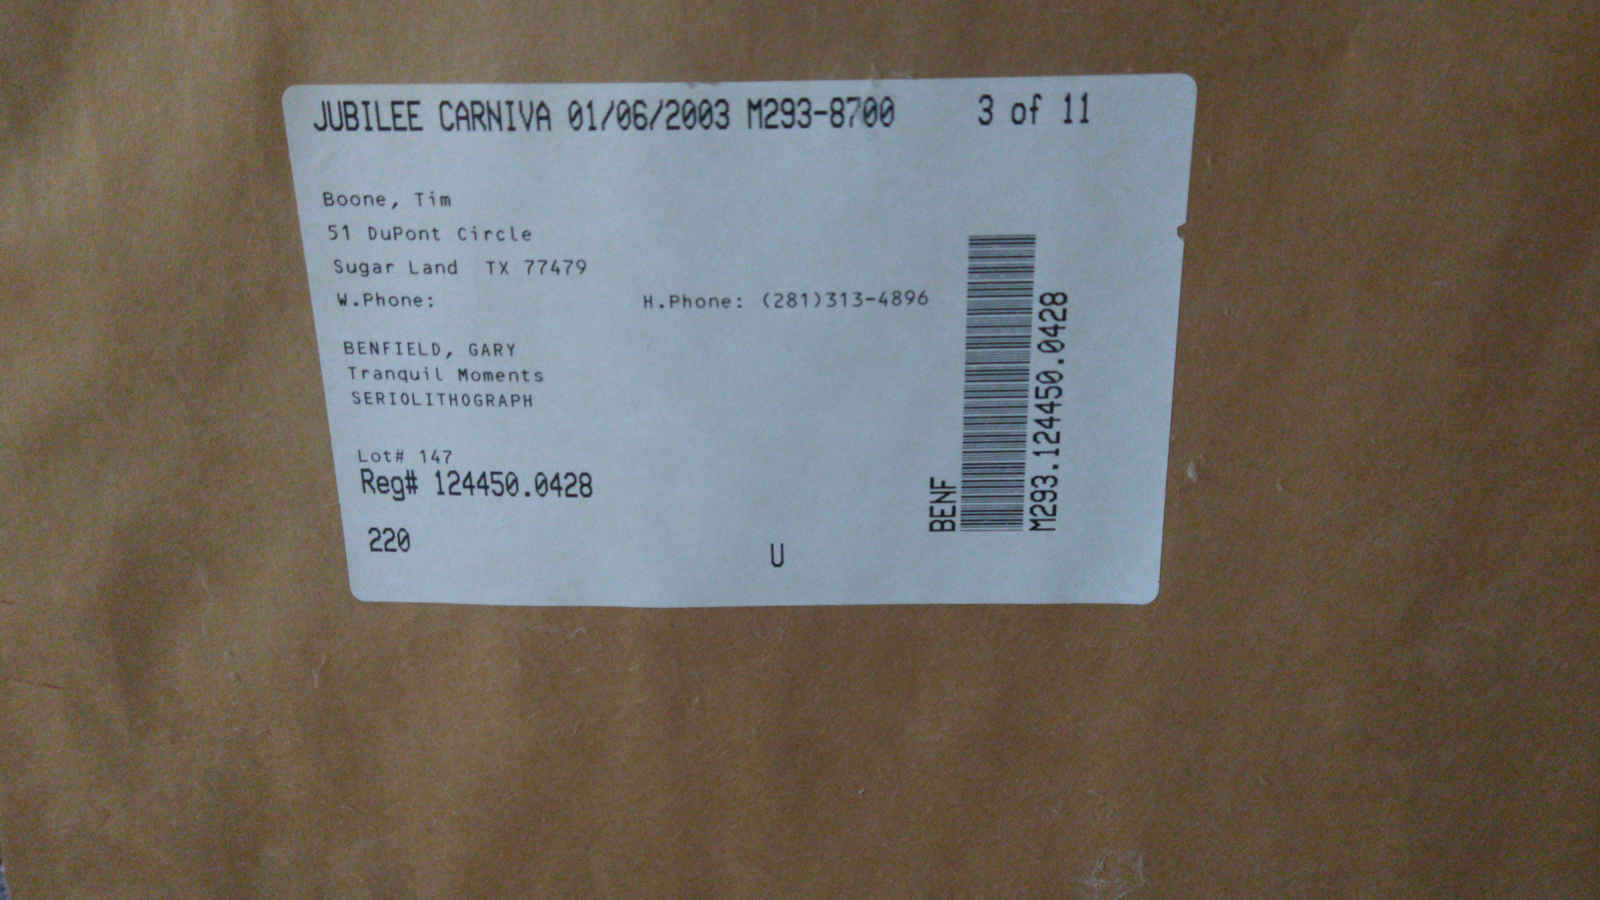 JUBILEE CARNIVA 01/06/2003 M293-8700 3 of 11
Boone, Tim
51 DuPont Circle
Sugar Land TX 77479
W.Phone: H.Phone: (281)313-4896
BENFIELD, GARY
Tranquil Moments
SERIOLITHOGRAPH
Lot# 147
Reg# 124450.0428
220
U
BENF
M293.124450.0428